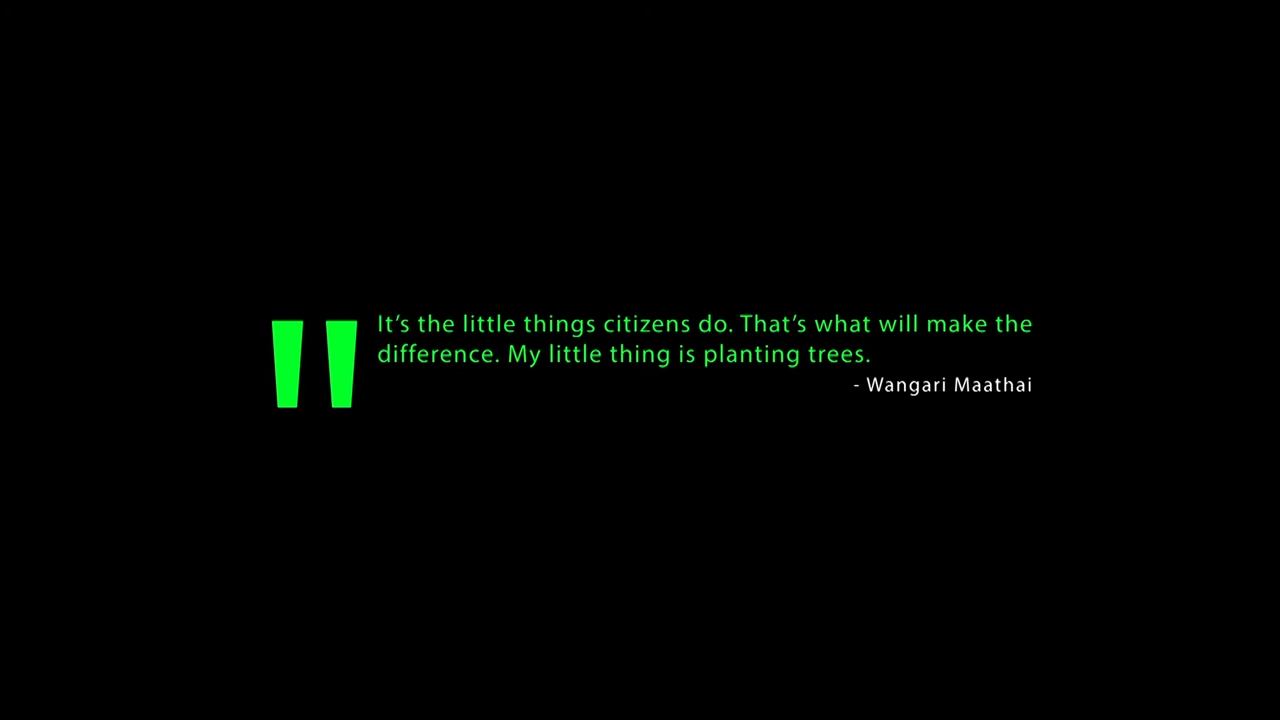 "It’s the little things citizens do. That’s what will make the
difference. My little thing is planting trees.
- Wangari Maathai